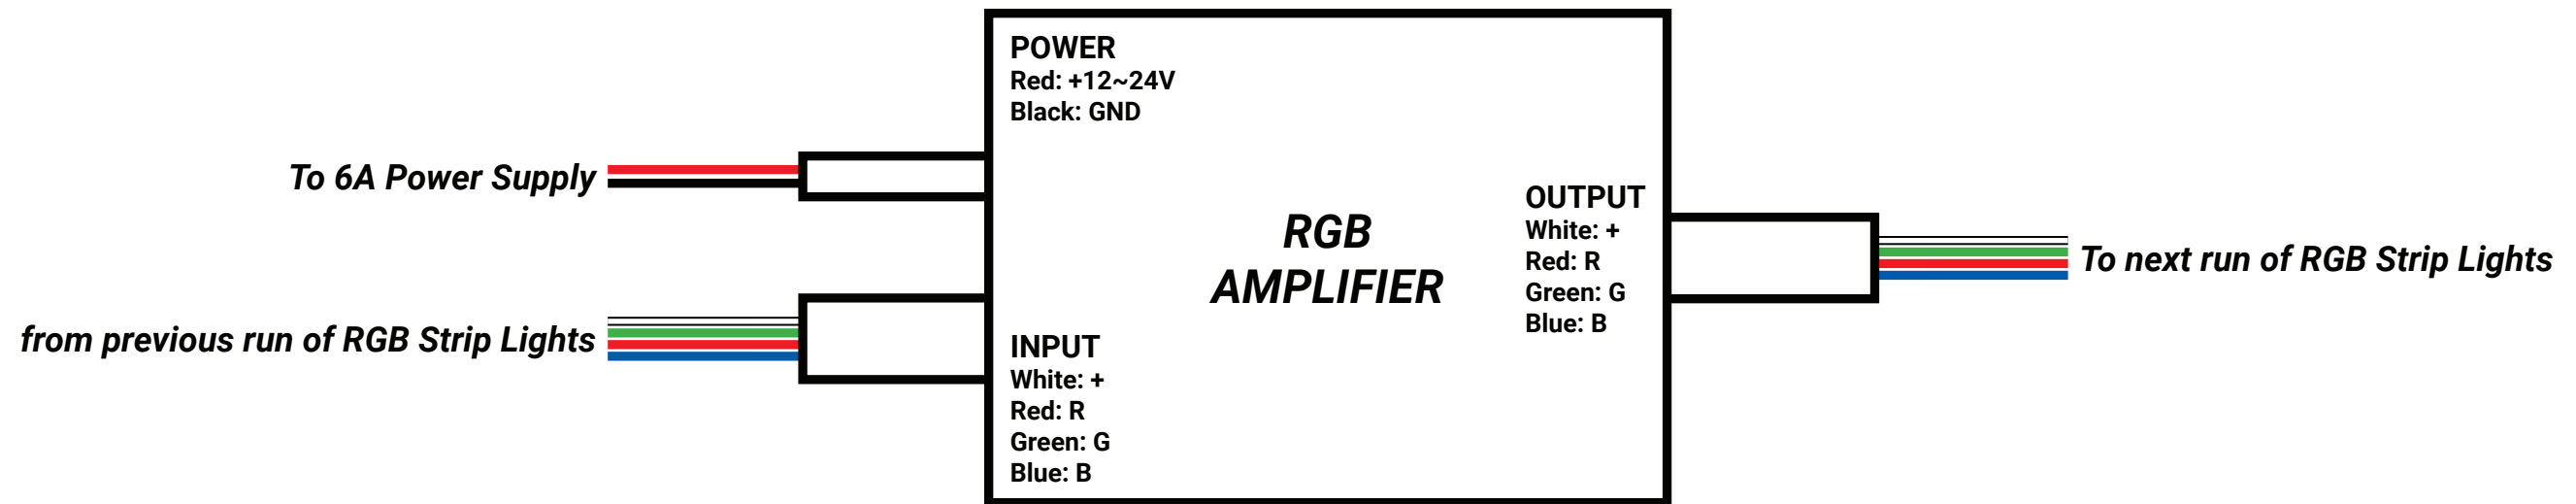 POWER
Red: +12~24V
Black: GND
To 6A Power Supply
RGB
AMPLIFIER
OUTPUT
White: +
Red: R
Green: G
Blue: B
To next run of RGB Strip Lights
from previous run of RGB Strip Lights
INPUT
White: +
Red: R
Green: G
Blue: B